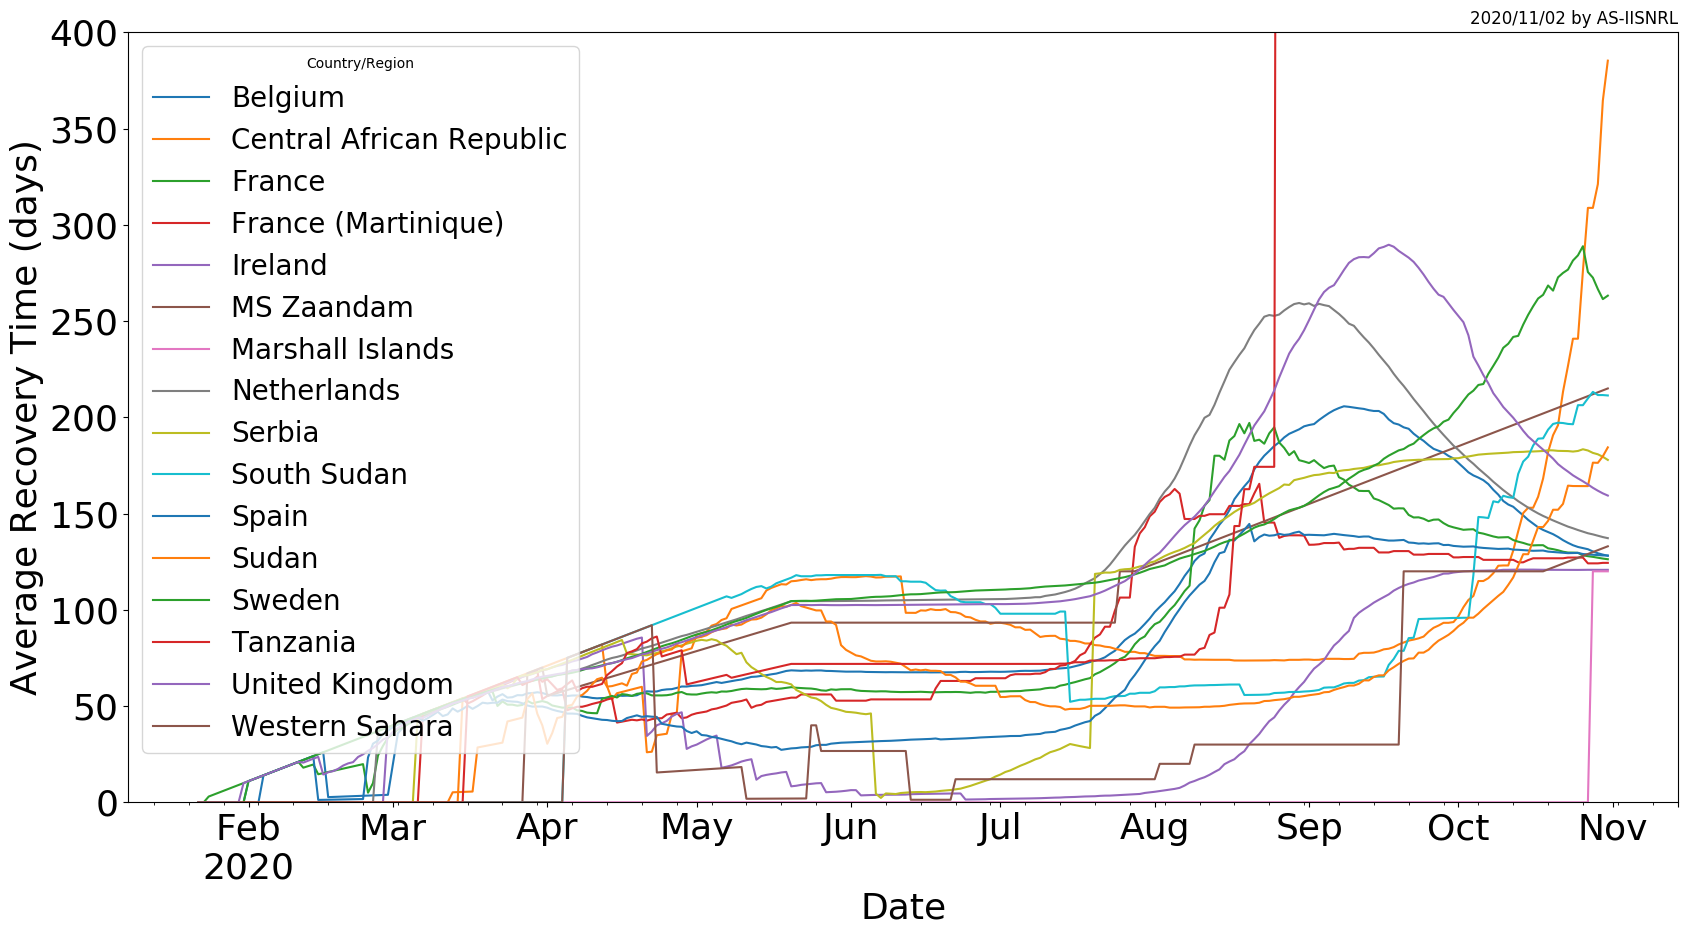 2020/11/02 by AS-IISNRL
400
350
300
250
200
150
100
50
0
Average Recovery Time (days)
Country/Region
Belgium
Central African Republic
France
France (Martinique)
Ireland
MS Zaandam
Marshall Islands
Netherlands
Serbia
South Sudan
Spain
Sudan
Sweden
Tanzania
United Kingdom
Western Sahara
Feb Mar Apr May Jun Jul Aug Sep Oct Nov
2020
Date